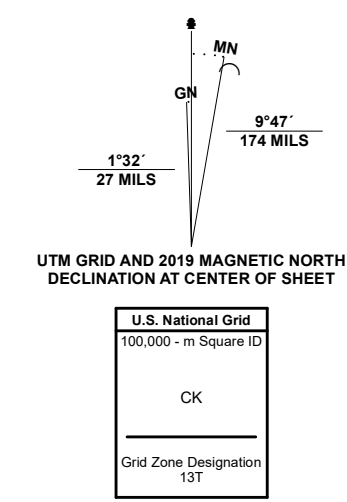 MN
GN
9°47´
174 MILS
1°32´
27 MILS
UTM GRID AND 2019 MAGNETIC NORTH
DECLINATION AT CENTER OF SHEET
U.S. National Grid
100,000 - m Square ID
CK
Grid Zone Designation
13T